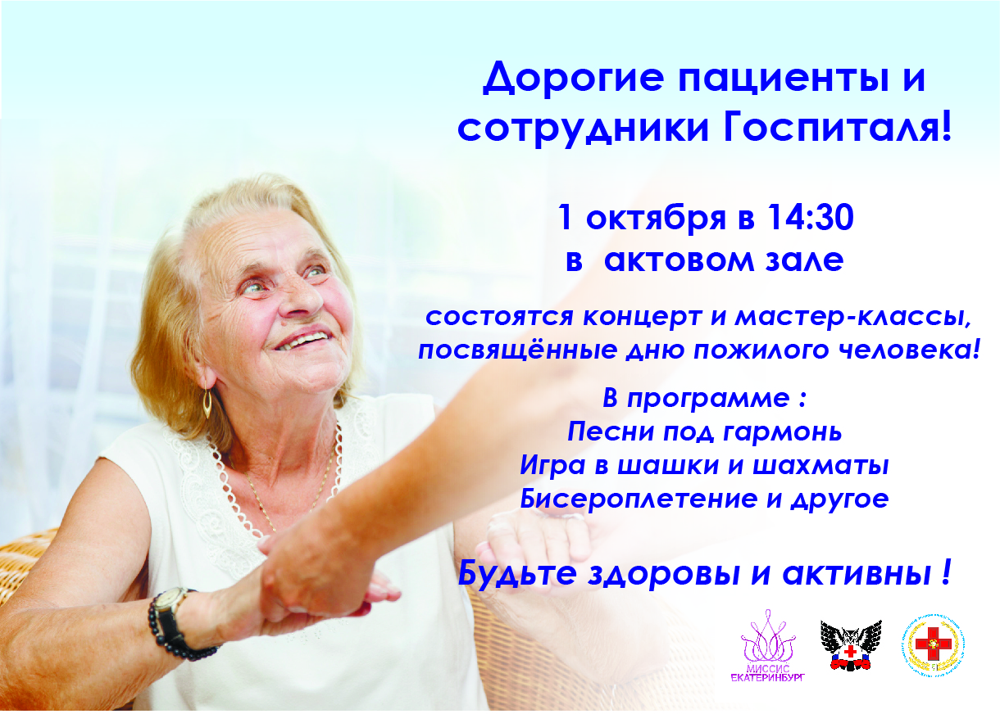 Дорогие пациенты и
сотрудники Госпиталя!
1 октября в 14:30
в актовом зале
состоятся концерт и мастер-классы,
посвящённые дню пожилого человека!
В программе :
Песни под гармонь
Игра в шашки и шахматы
Бисероплетение и другое
Будьте здоровы и активны !
МИССИС
ЕКАТЕРИНБУРГ